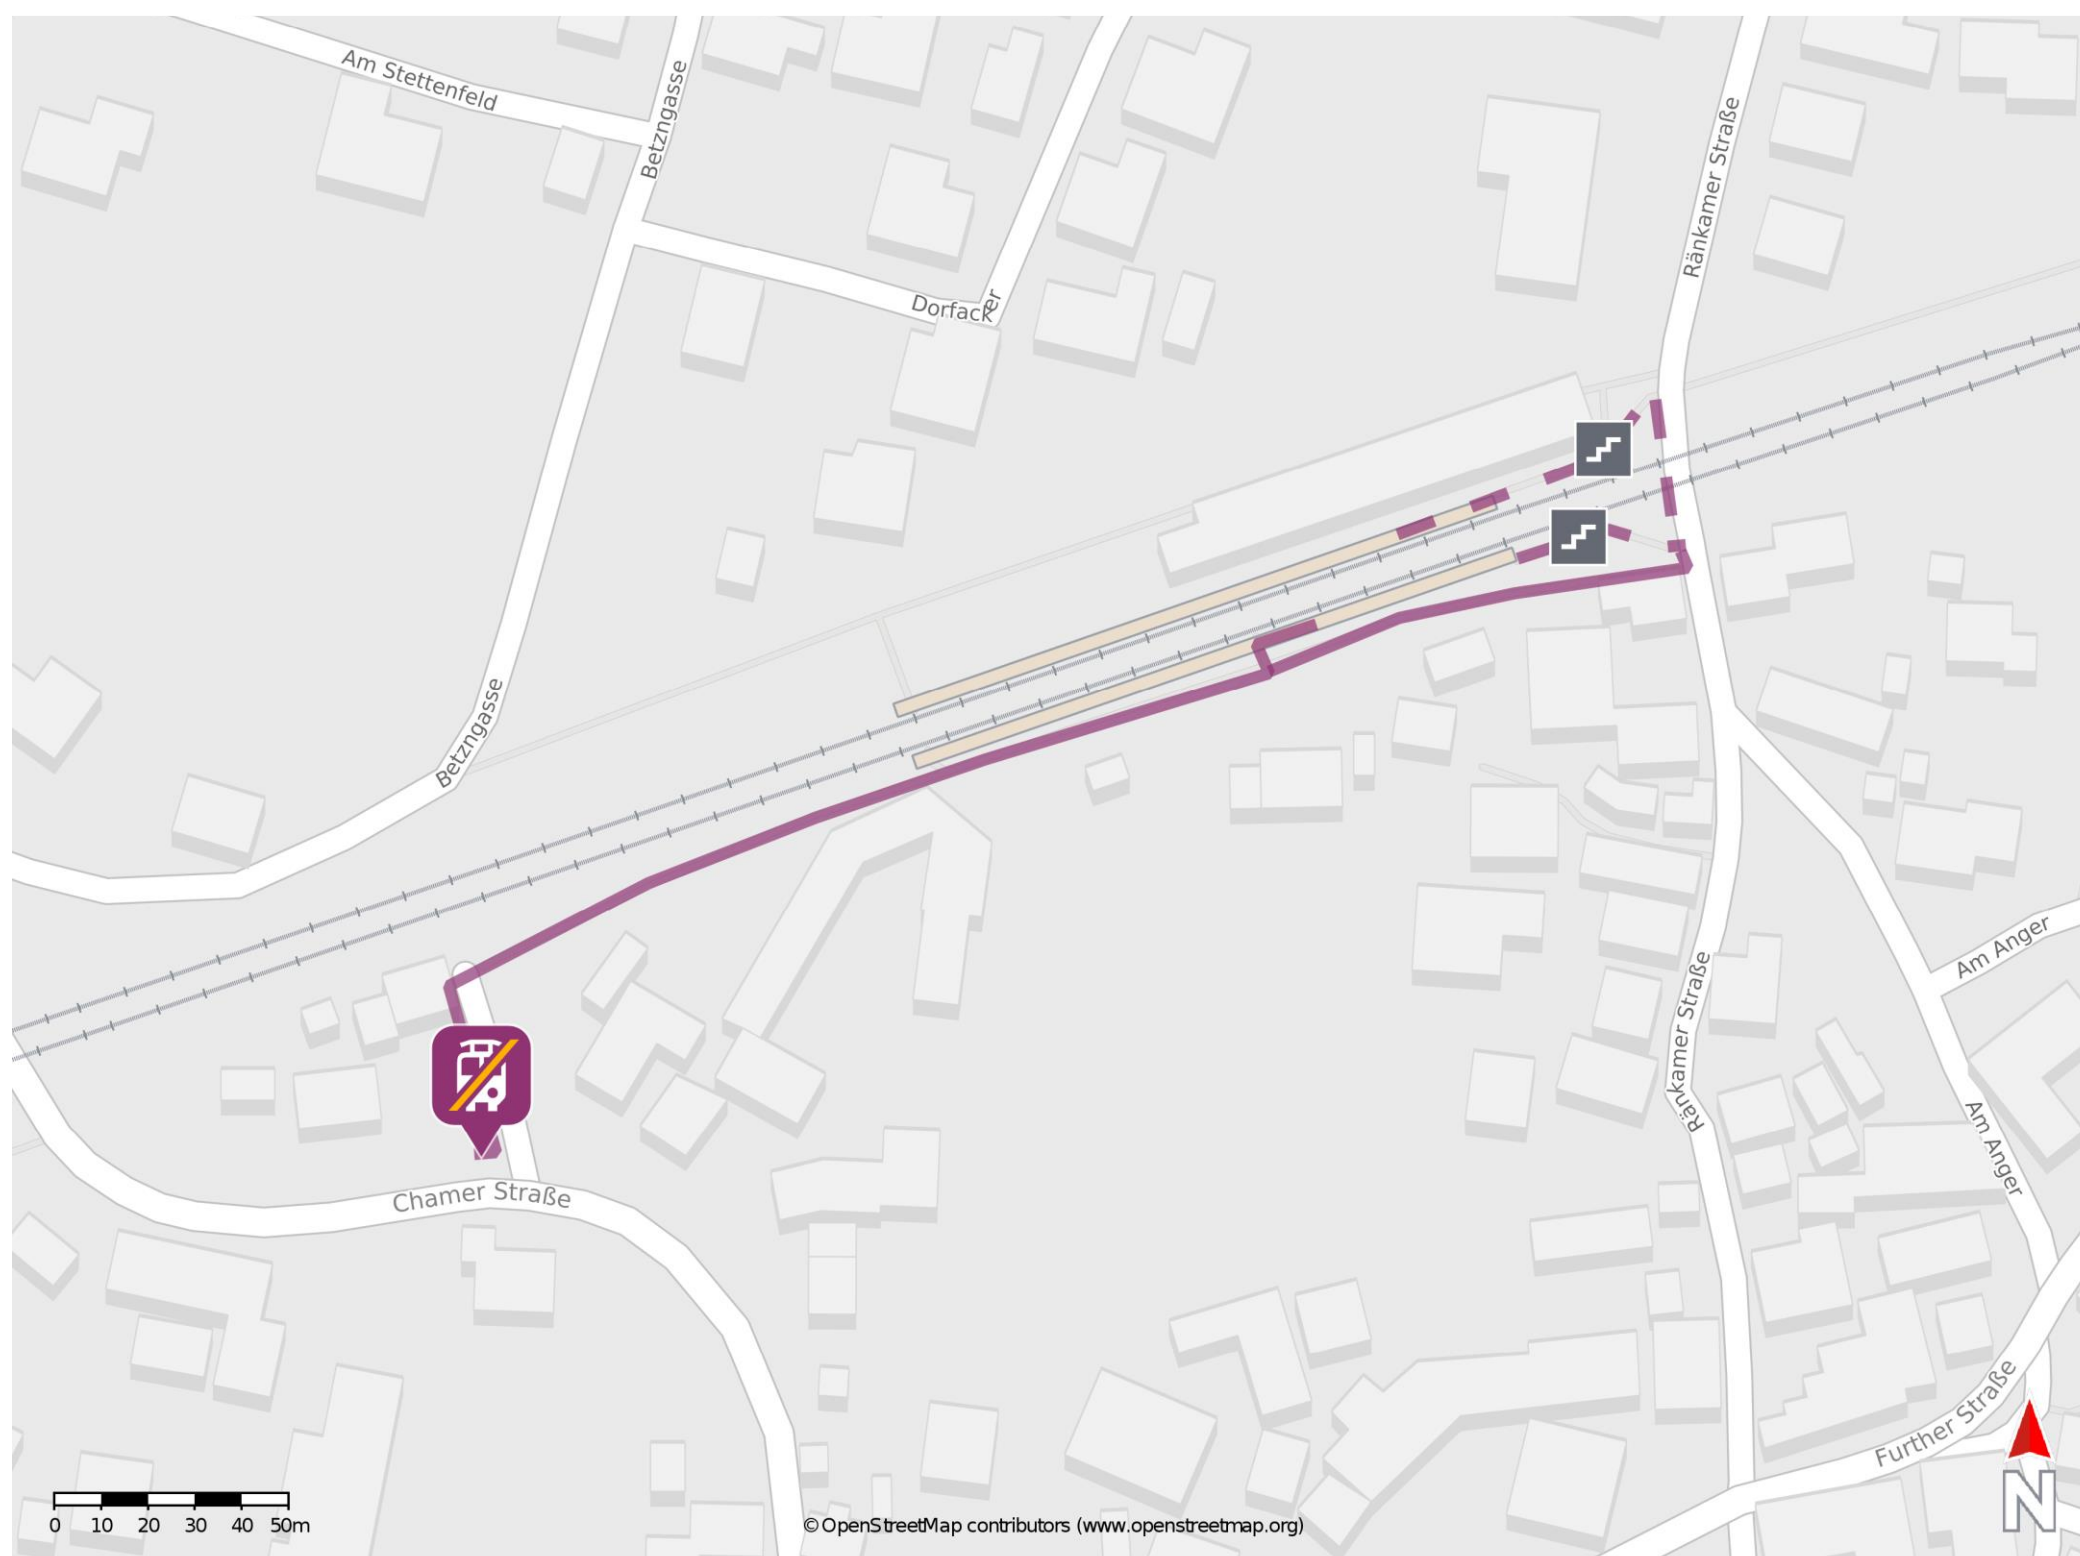 Am Stettenfeld
Betzngasse
Ränkamer Straße
Dorfacker
Betzngasse
Am Anger
Ränkamer Straße
Am Anger
Chamer Straße
Further Straße
N
0 10 20 30 40 50m
© OpenStreetMap contributors (www.openstreetmap.org)